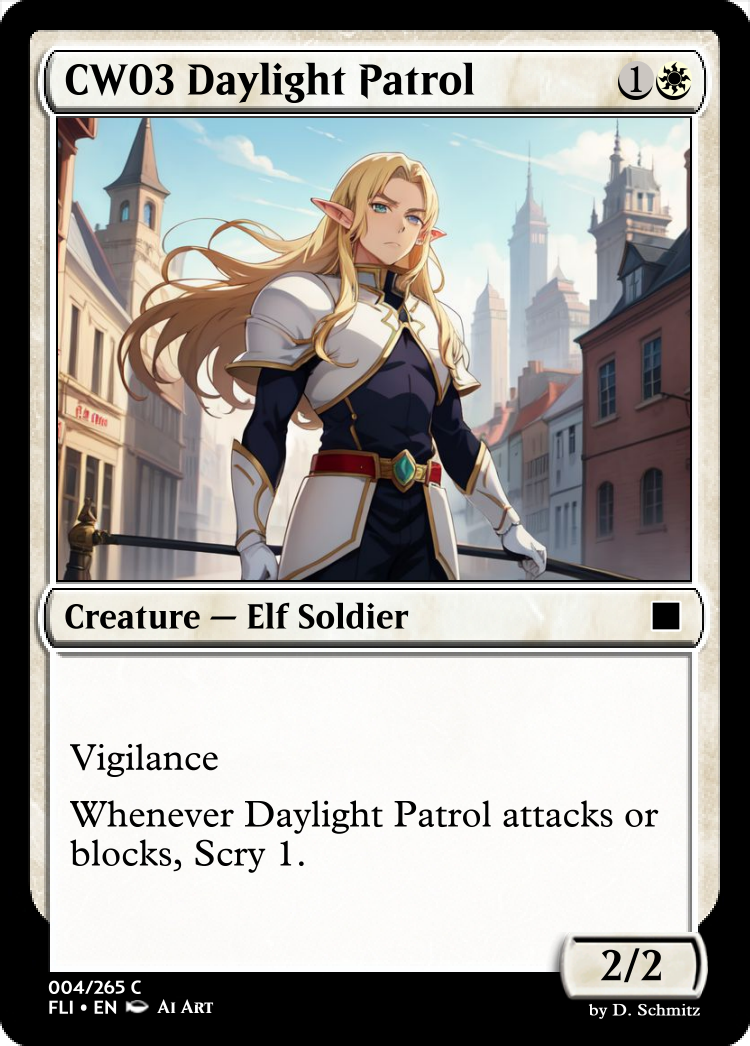 CW03 Daylight Patrol 1
Creature — Elf Soldier
Vigilance
Whenever Daylight Patrol attacks or
blocks, Scry 1.
2/2
004/265 C
FLI • EN AI ART
by D. Schmitz